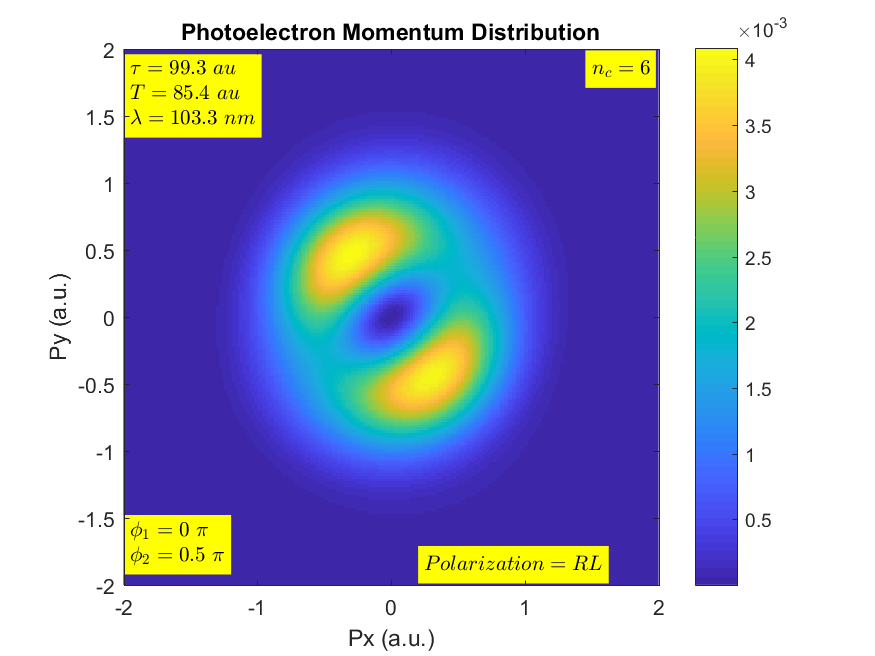 Photoelectron Momentum Distribution
×10⁻³
τ = 99.3 au
T = 85.4 au
λ = 103.3 nm
n_c = 6
2
1.5
1
0.5
0
-0.5
-1
-1.5
-2
Py (a.u.)
ϕ₁ = 0 π
ϕ₂ = 0.5 π
Polarization = RL
-2
-1
0
1
2
Px (a.u.)
4
3.5
3
2.5
2
1.5
1
0.5